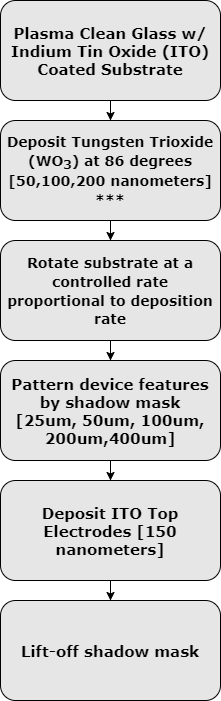 Plasma Clean Glass w/
Indium Tin Oxide (ITO)
Coated Substrate
Deposit Tungsten Trioxide
(WO₃) at 86 degrees
[50,100,200 nanometers]
***
Rotate substrate at a
controlled rate
proportional to deposition
rate
Pattern device features
by shadow mask
[25um, 50um, 100um,
200um,400um]
Deposit ITO Top
Electrodes [150
nanometers]
Lift-off shadow mask